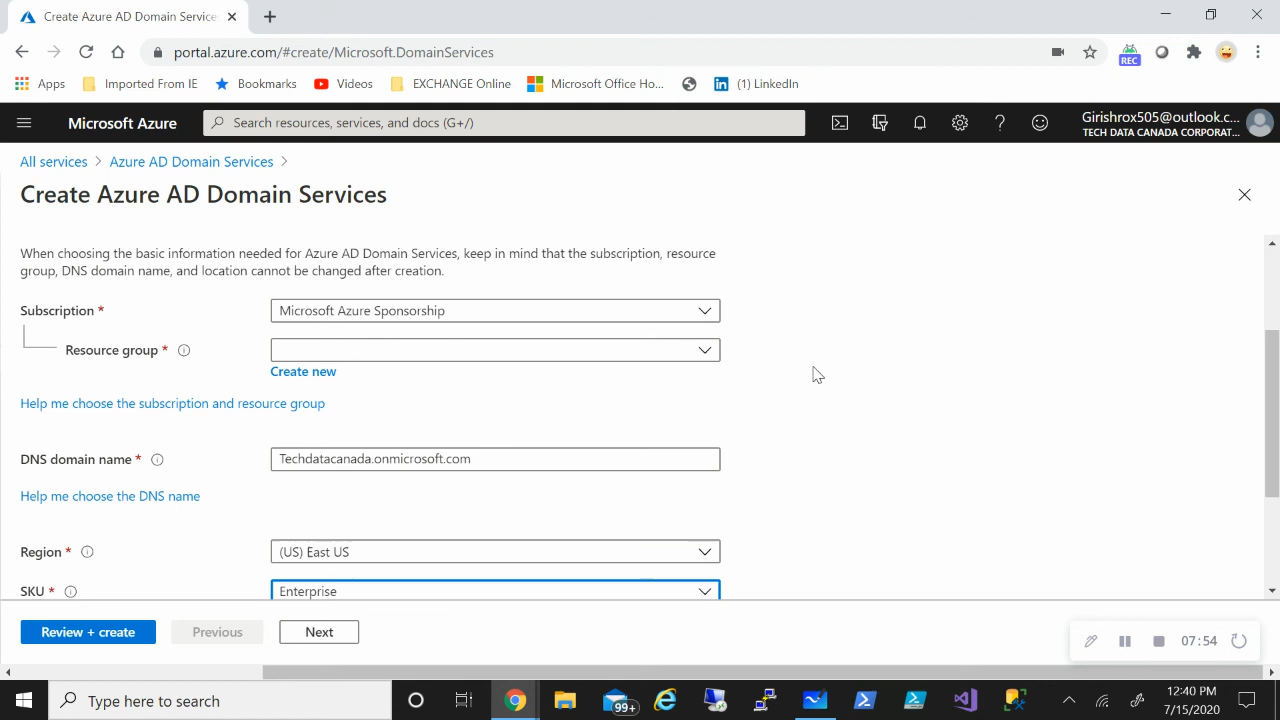 Create Azure AD Domain Service
portal.azure.com/#create/Microsoft.DomainServices
REC
Apps
Imported From IE
Bookmarks
Videos
EXCHANGE Online
Microsoft Office Ho...
(1) LinkedIn
Microsoft Azure
Search resources, services, and docs (G+/)
Girishrox505@outlook.c...
TECH DATA CANADA CORPORAT...
All services > Azure AD Domain Services >
Create Azure AD Domain Services
When choosing the basic information needed for Azure AD Domain Services, keep in mind that the subscription, resource
group, DNS domain name, and location cannot be changed after creation.
Subscription *
Microsoft Azure Sponsorship
Resource group *
Create new
Help me choose the subscription and resource group
DNS domain name *
Techdatacanada.onmicrosoft.com
Help me choose the DNS name
Region *
(US) East US
SKU *
Enterprise
Review + create
Previous
Next
07:54
Type here to search
99+
12:40 PM
7/15/2020